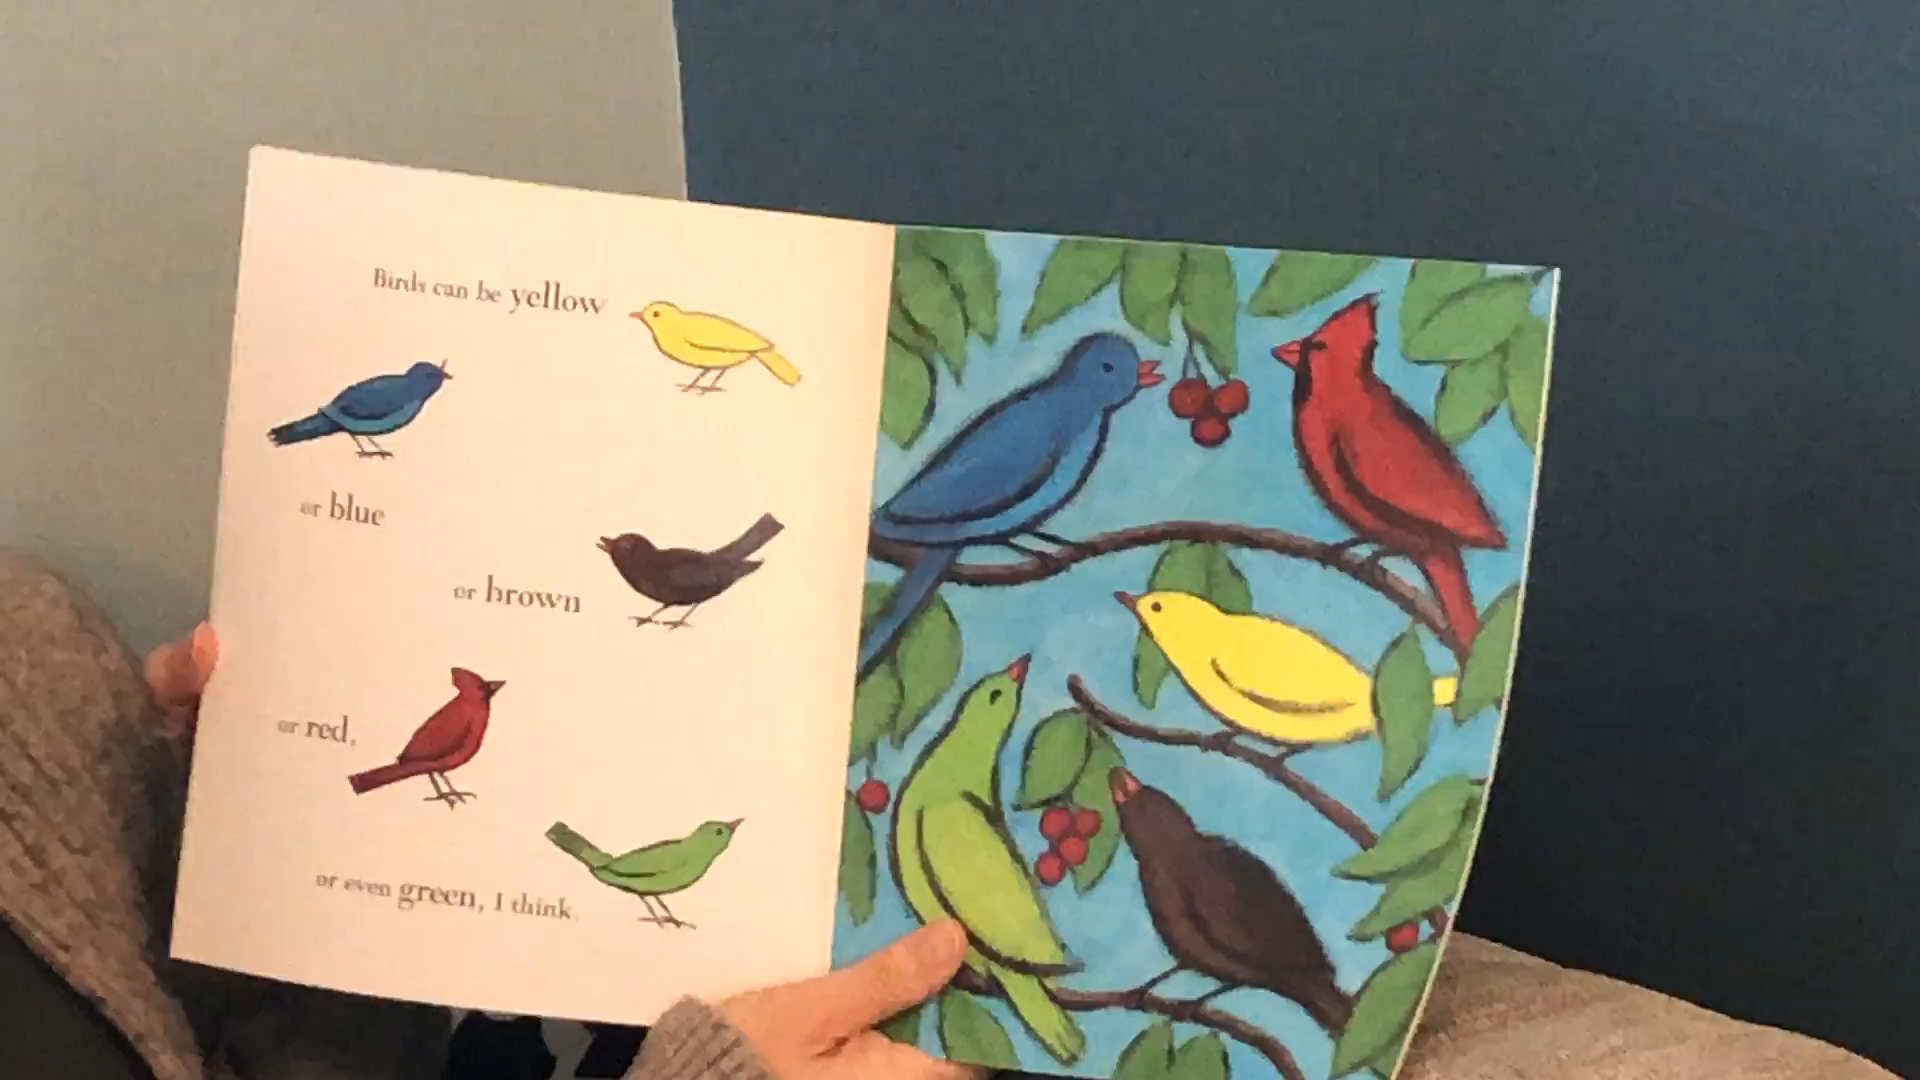 Birds can be yellow
or blue
or brown
or red,
or even green, I think.